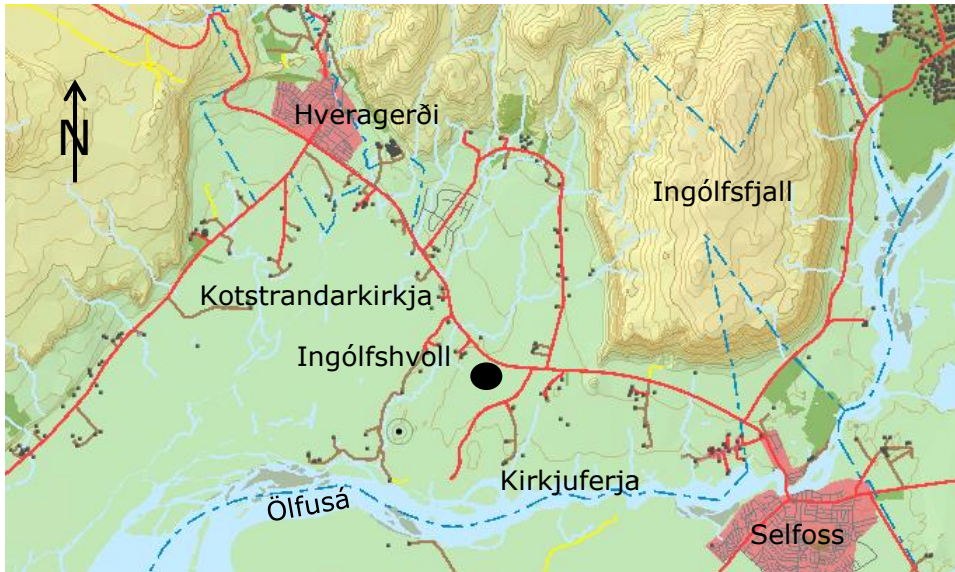 Hveragerði
N
Ingólfsfjall
Kotstrandarkirkja
Ingólfshvoll
Kirkjuferja
Ölfusá
Selfoss